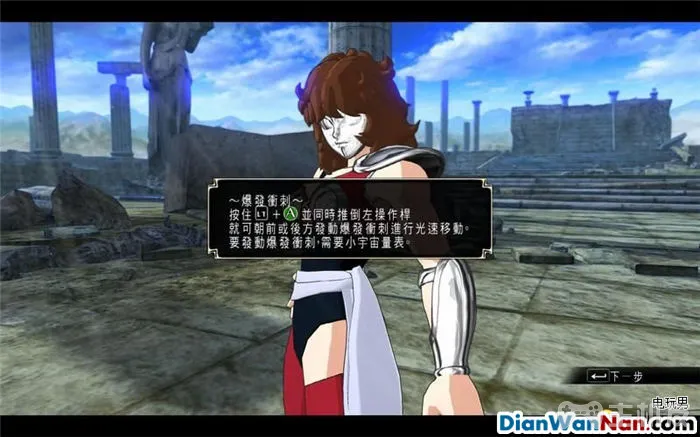 ～爆發衝刺～
按住 L1 + A 並同時推倒左操作桿
就可朝前或後方發動爆發衝刺進行光速移動。
要發動爆發衝刺，需要小宇宙量表。
下一步
电玩男
DianWanNan.com